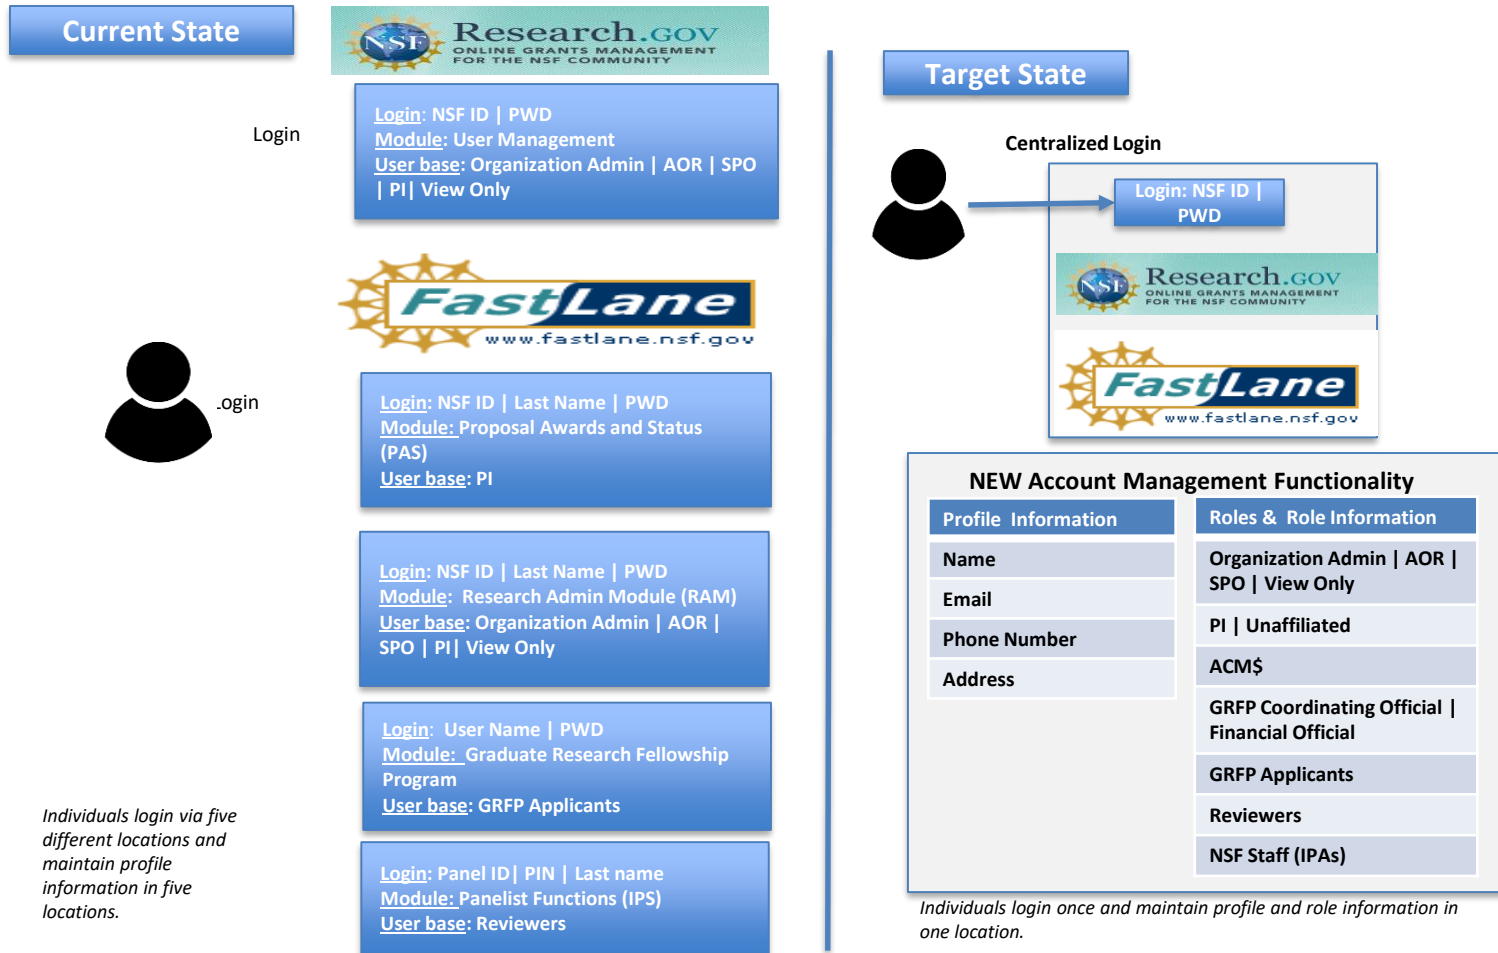 Current State
NSF
Research.gov
ONLINE GRANTS MANAGEMENT
FOR THE NSF COMMUNITY
Login
Login: NSF ID | PWD
Module: User Management
User base: Organization Admin | AOR | SPO
| PI| View Only
FastLane
www.fastlane.nsf.gov
Login
Login: NSF ID | Last Name | PWD
Module: Proposal Awards and Status
(PAS)
User base: PI
Login: NSF ID | Last Name | PWD
Module: Research Admin Module (RAM)
User base: Organization Admin | AOR |
SPO | PI| View Only
Login: User Name | PWD
Module: Graduate Research Fellowship
Program
User base: GRFP Applicants
Login: Panel ID| PIN | Last name
Module: Panelist Functions (IPS)
User base: Reviewers
Individuals login via five
different locations and
maintain profile
information in five
locations.
Target State
Centralized Login
Login: NSF ID |
PWD
NSF
Research.gov
ONLINE GRANTS MANAGEMENT
FOR THE NSF COMMUNITY
FastLane
www.fastlane.nsf.gov
NEW Account Management Functionality
Profile Information
Name
Email
Phone Number
Address
Roles & Role Information
Organization Admin | AOR |
SPO | View Only
PI | Unaffiliated
ACM$
GRFP Coordinating Official |
Financial Official
GRFP Applicants
Reviewers
NSF Staff (IPAs)
Individuals login once and maintain profile and role information in
one location.